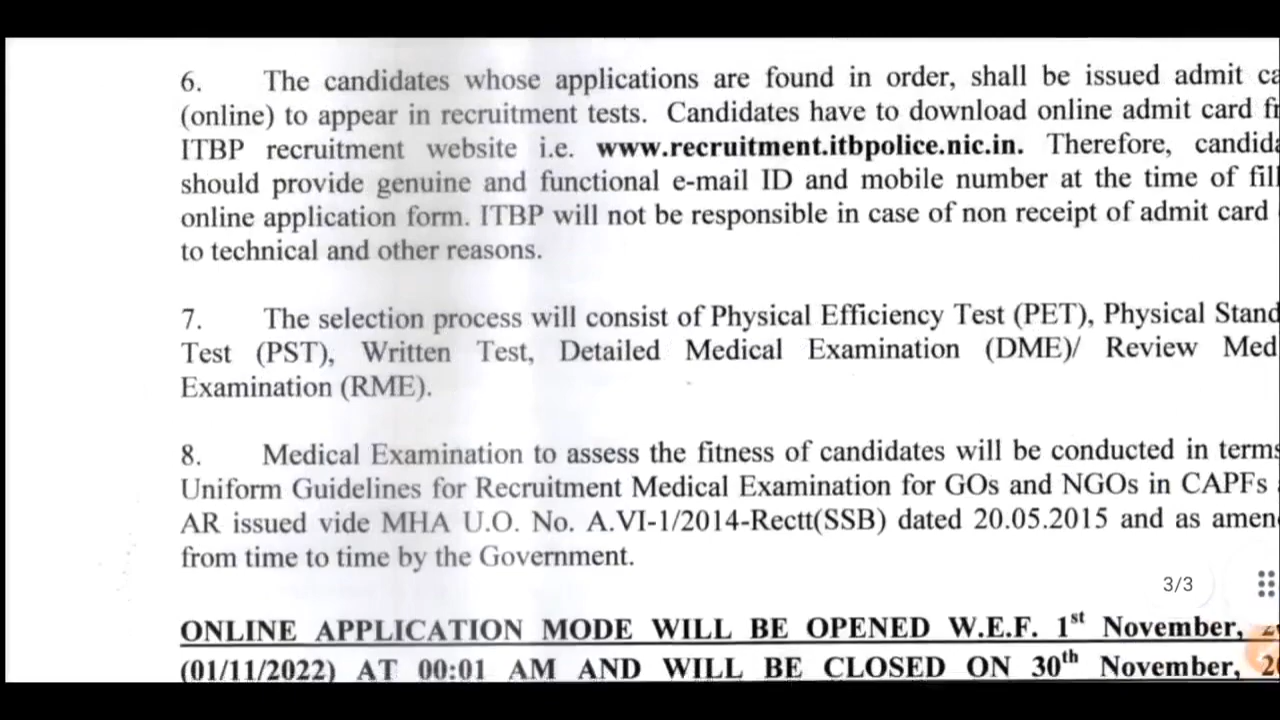 6. The candidates whose applications are found in order, shall be issued admit ca
(online) to appear in recruitment tests. Candidates have to download online admit card fr
ITBP recruitment website i.e. www.recruitment.itbpolice.nic.in. Therefore, candida
should provide genuine and functional e-mail ID and mobile number at the time of fill
online application form. ITBP will not be responsible in case of non receipt of admit card
to technical and other reasons.
7. The selection process will consist of Physical Efficiency Test (PET), Physical Stand
Test (PST), Written Test, Detailed Medical Examination (DME)/ Review Med
Examination (RME).
8. Medical Examination to assess the fitness of candidates will be conducted in terms
Uniform Guidelines for Recruitment Medical Examination for GOs and NGOs in CAPFs
AR issued vide MHA U.O. No. A.VI-1/2014-Rectt(SSB) dated 20.05.2015 and as amen
from time to time by the Government.
3/3
ONLINE APPLICATION MODE WILL BE OPENED W.E.F. 1st November,
(01/11/2022) AT 00:01 AM AND WILL BE CLOSED ON 30th November,